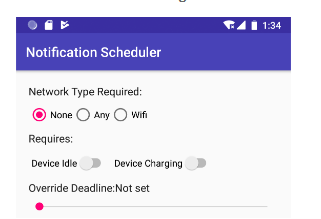 1:34
Notification Scheduler
Network Type Required:
None Any Wifi
Requires:
Device Idle Device Charging
Override Deadline:Not set